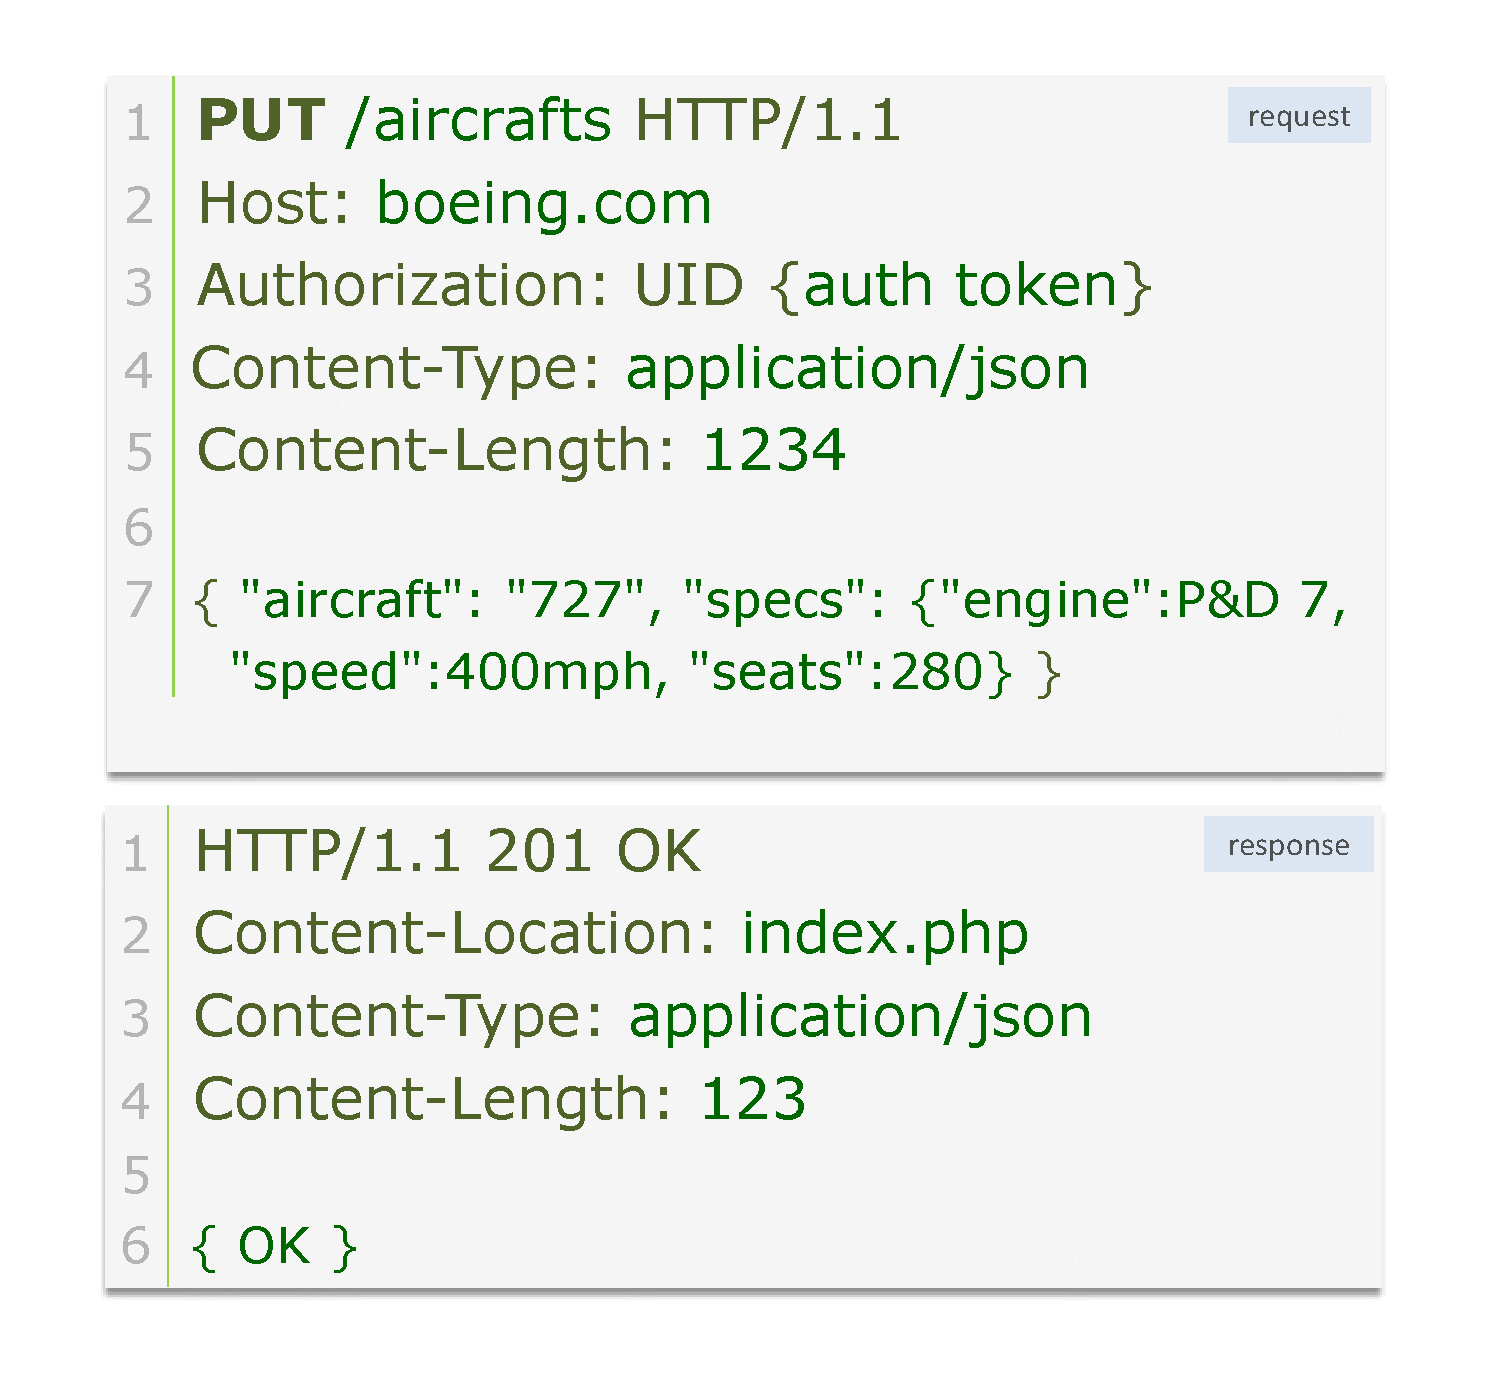 1 PUT /aircrafts HTTP/1.1 request
2 Host: boeing.com
3 Authorization: UID {auth token}
4 Content-Type: application/json
5 Content-Length: 1234
6
7 { "aircraft": "727", "specs": {"engine":P&D 7,
"speed":400mph, "seats":280} }
1 HTTP/1.1 201 OK response
2 Content-Location: index.php
3 Content-Type: application/json
4 Content-Length: 123
5
6 { OK }